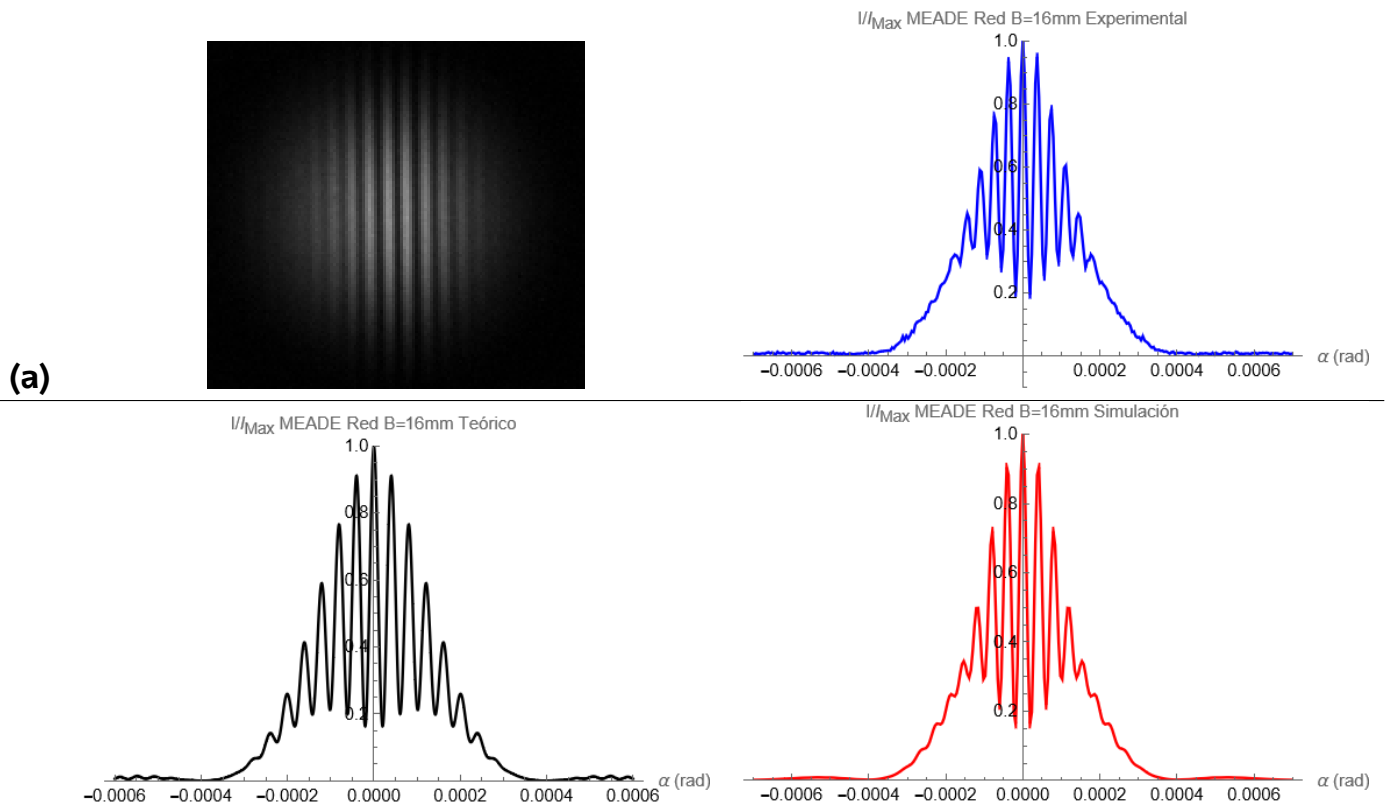 I/I_Max MEADE Red B=16mm Experimental
1.0
0.8
0.6
0.4
0.2
−0.0006 −0.0004 −0.0002 0.0002 0.0004 0.0006 α (rad)
(a)
I/I_Max MEADE Red B=16mm Teórico
1.0
0.8
0.6
0.4
0.2
−0.0006 −0.0004 −0.0002 0.0000 0.0002 0.0004 0.0006 α (rad)
I/I_Max MEADE Red B=16mm Simulación
1.0
0.8
0.6
0.4
0.2
−0.0006 −0.0004 −0.0002 0.0000 0.0002 0.0004 0.0006 α (rad)